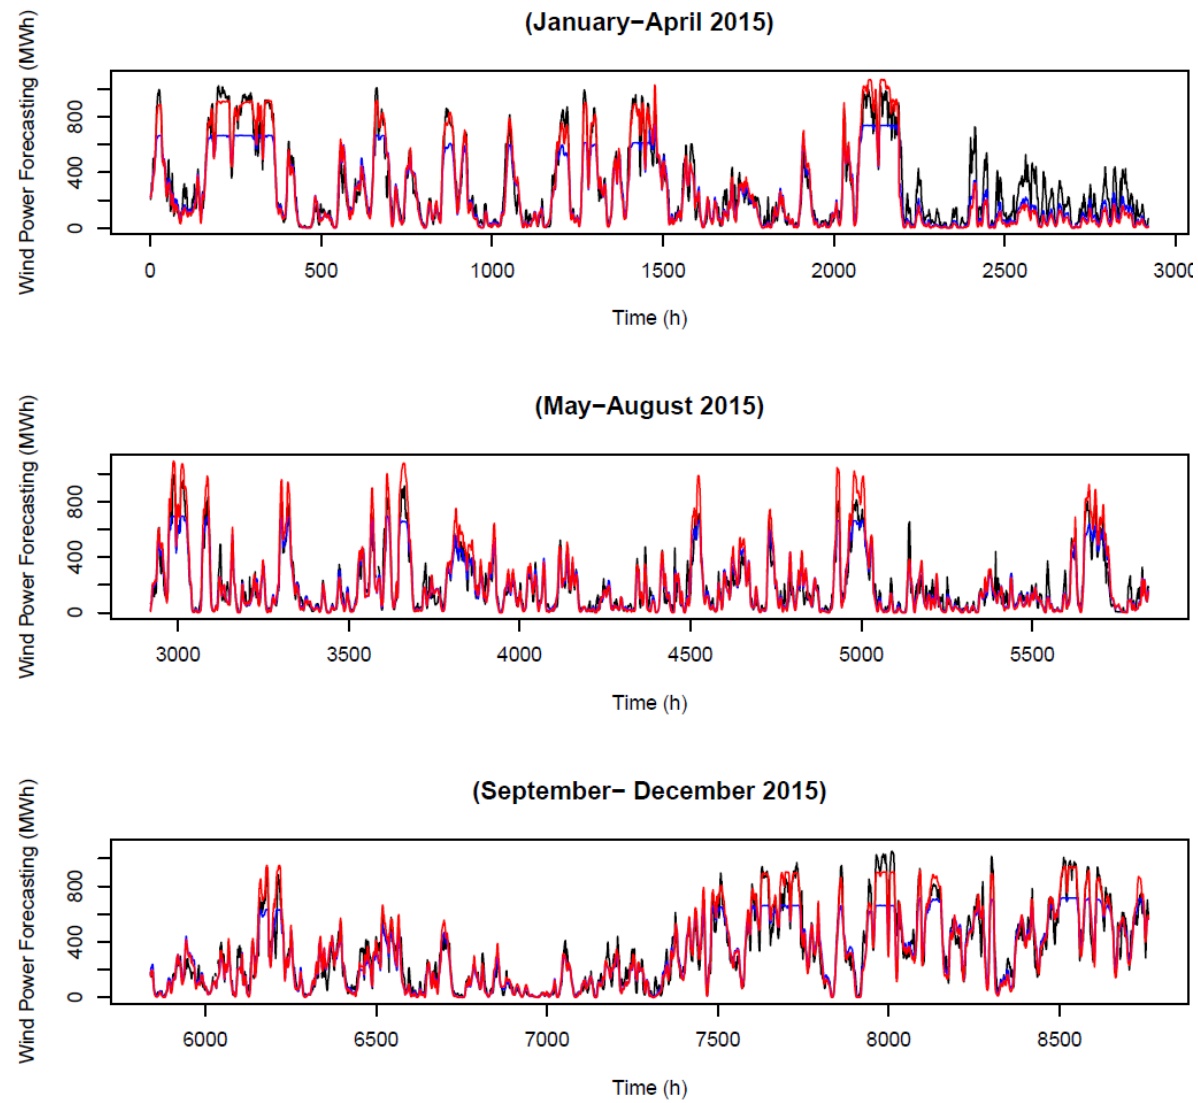 (January−April 2015)
Wind Power Forecasting (MWh)
800
400
0
0 500 1000 1500 2000 2500 3000
Time (h)
(May−August 2015)
Wind Power Forecasting (MWh)
800
400
0
3000 3500 4000 4500 5000 5500
Time (h)
(September− December 2015)
Wind Power Forecasting (MWh)
800
400
0
6000 6500 7000 7500 8000 8500
Time (h)